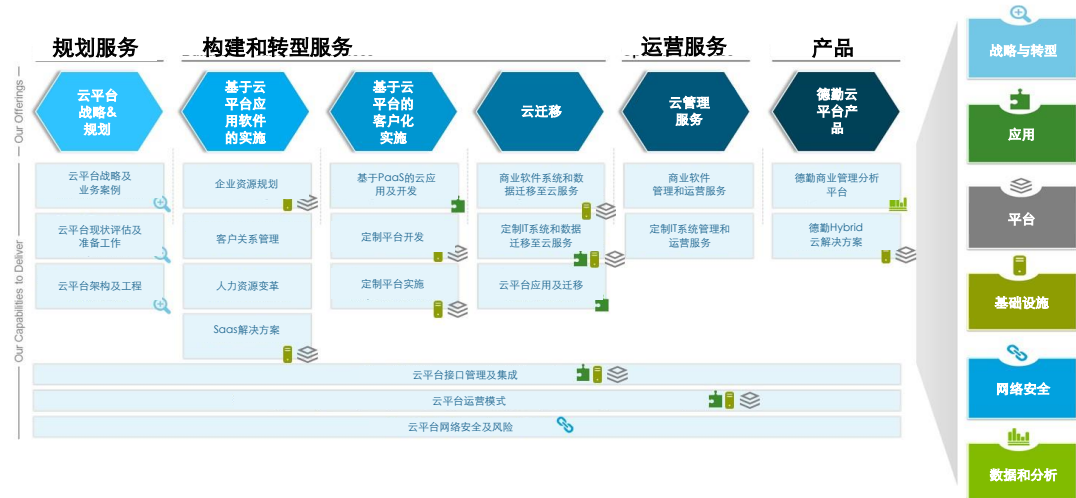 规划服务
构建和转型服务
运营服务
产品
Our Offerings
云平台
战略&
规划
基于云
平台应
用软件
的实施
基于云
平台的
客户化
实施
云迁移
云管理
服务
德勤云
平台产
品
Our Capabilities to Deliver
云平台战略及
业务案例
云平台现状评估及
准备工作
云平台架构及工程
企业资源规划
客户关系管理
人力资源变革
Saas解决方案
基于PaaS的云应
用及开发
定制平台开发
定制平台实施
商业软件系统和数
据迁移至云服务
定制IT系统和数据
迁移至云服务
云平台应用及迁移
商业软件
管理和运营服务
定制IT系统管理和
运营服务
德勤商业管理分析
平台
德勤Hybrid
云解决方案
云平台接口管理及集成
云平台运营模式
云平台网络安全及风险
战略与转型
应用
平台
基础设施
网络安全
数据和分析